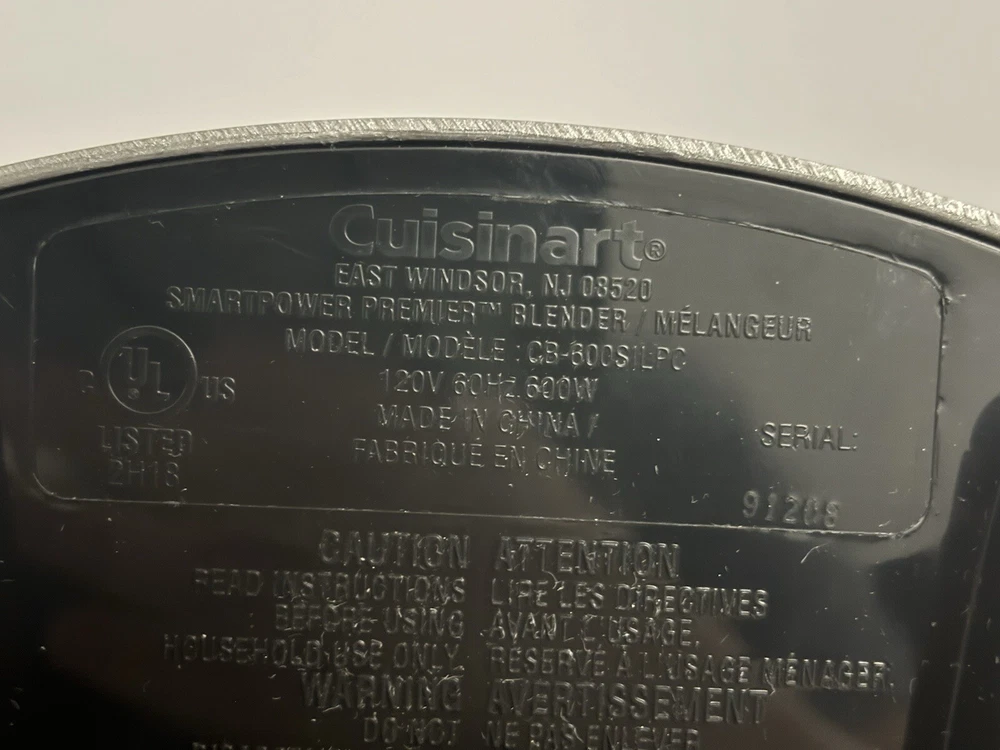 Cuisinart®
EAST WINDSOR, NJ 08520
SMARTPOWER PREMIER™ BLENDER / MÉLANGEUR
MODEL / MODÈLE : CB-600SILPC
120V 60Hz 600W
MADE IN CHINA /
FABRIQUÉ EN CHINE
C UL US
LISTED
2H18
SERIAL:
91208
CAUTION ATTENTION
READ INSTRUCTIONS LIRE LES DIRECTIVES
BEFORE USING AVANT L'USAGE.
HOUSEHOLD USE ONLY. RÉSERVÉ À L'USAGE MÉNAGER.
WARNING AVERTISSEMENT
DO NOT NE PAS ENLEVER